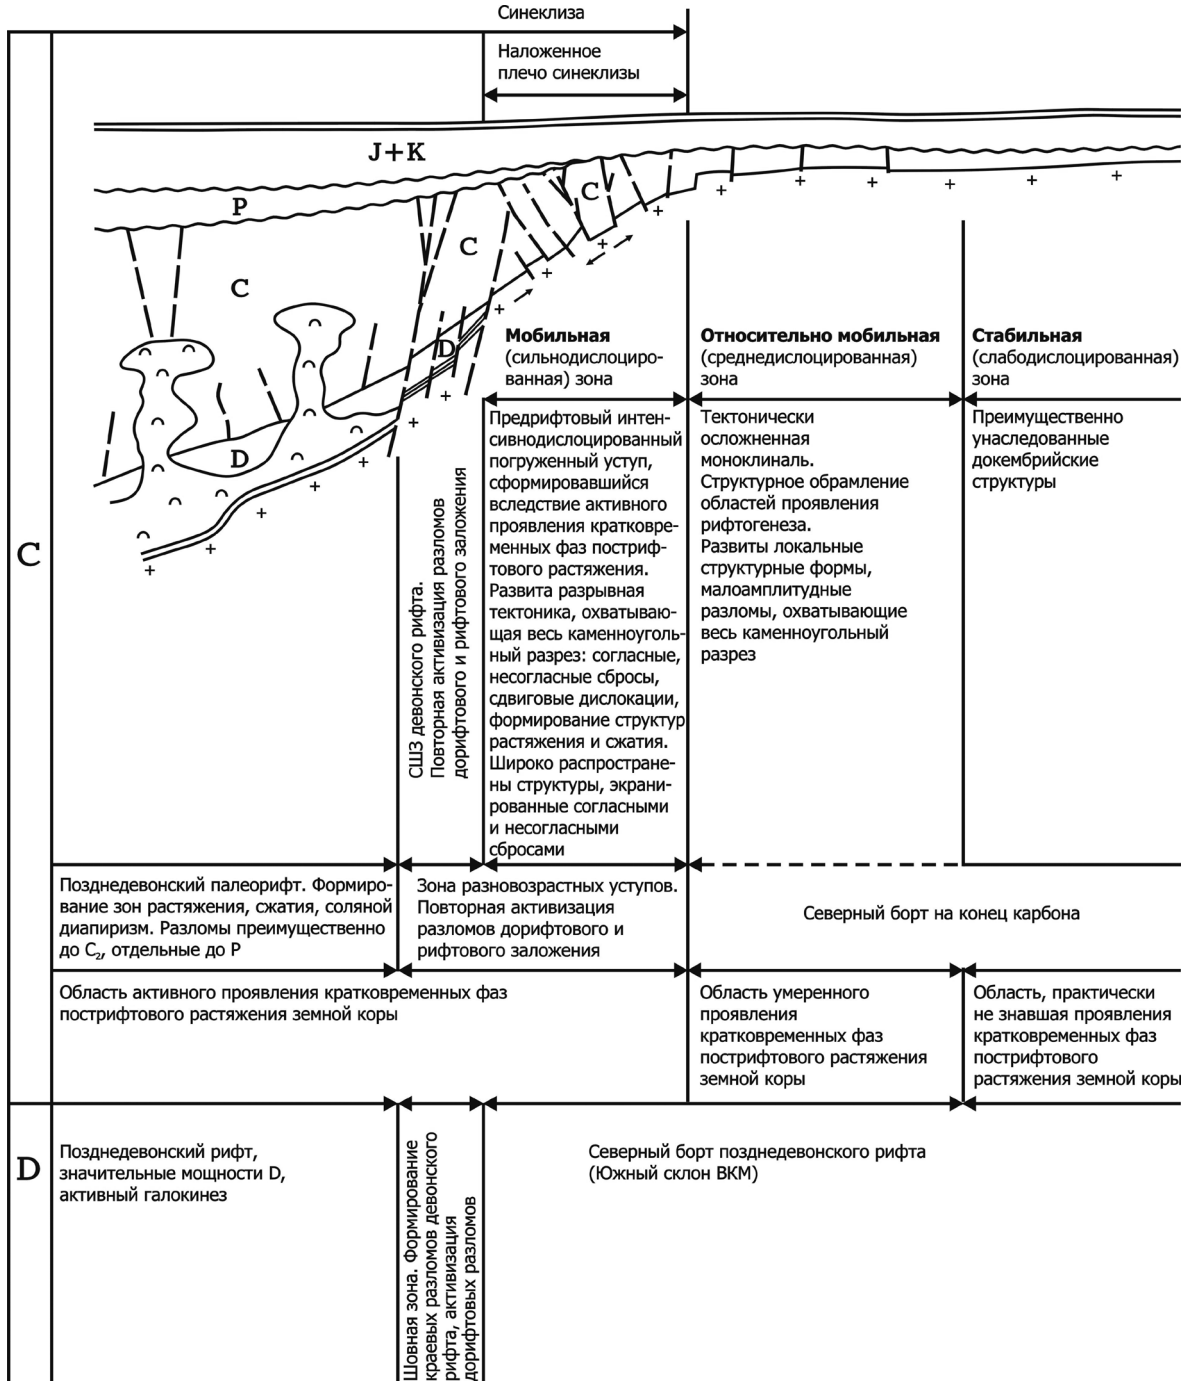 Синеклиза
Наложенное
плечо синеклизы
J+K
P
C
C
C
D
D
Мобильная
(сильнодислоциро-
ванная) зона
Относительно мобильная
(среднедислоцированная)
зона
Стабильная
(слабодислоцированная)
зона
C
СШЗ девонского рифта.
Повторная активизация разломов
дорифтового и рифтового заложения
Предрифтовый интен-
сивнодислоцированный
погруженный уступ,
сформировавшийся
вследствие активного
проявления кратковре-
менных фаз пострифтового
тового растяжения.
Развита разрывная
тектоника, охватываю-
щая весь каменноуголь-
ный разрез: согласные,
несогласные сбросы,
сдвиговые дислокации,
формирование структур
растяжения и сжатия.
Широко распростране-
ны структуры, экрани-
рованные согласными
и несогласными
сбросами
Тектонически
осложненная
моноклиналь.
Структурное обрамление
областей проявления
рифтогенеза.
Развиты локальные
структурные формы,
малоамплитудные
разломы, охватывающие
весь каменноугольный
разрез
Преимущественно
унаследованные
докембрийские
структуры
Позднедевонский палеорифт. Формиро-
вание зон растяжения, сжатия, соляной
диапиризм. Разломы преимущественно
до C₂, отдельные до P
Зона разновозрастных уступов.
Повторная активизация
разломов дорифтового и
рифтового заложения
Северный борт на конец карбона
Область активного проявления кратковременных фаз
пострифтового растяжения земной коры
Область умеренного
проявления
кратковременных фаз
пострифтового растяжения
земной коры
Область, практически
не знавшая проявления
кратковременных фаз
пострифтового
растяжения земной коры
D
Позднедевонский рифт,
значительные мощности D,
активный галокинез
Шовная зона. Формирование
краевых разломов девонского
рифта, активизация
дорифтовых разломов
Северный борт позднедевонского рифта
(Южный склон ВКМ)